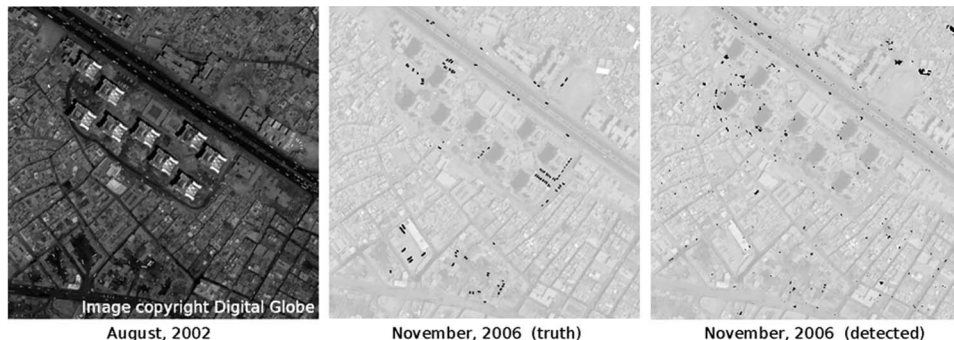 Image copyright Digital Globe
August, 2002
November, 2006 (truth)
November, 2006 (detected)